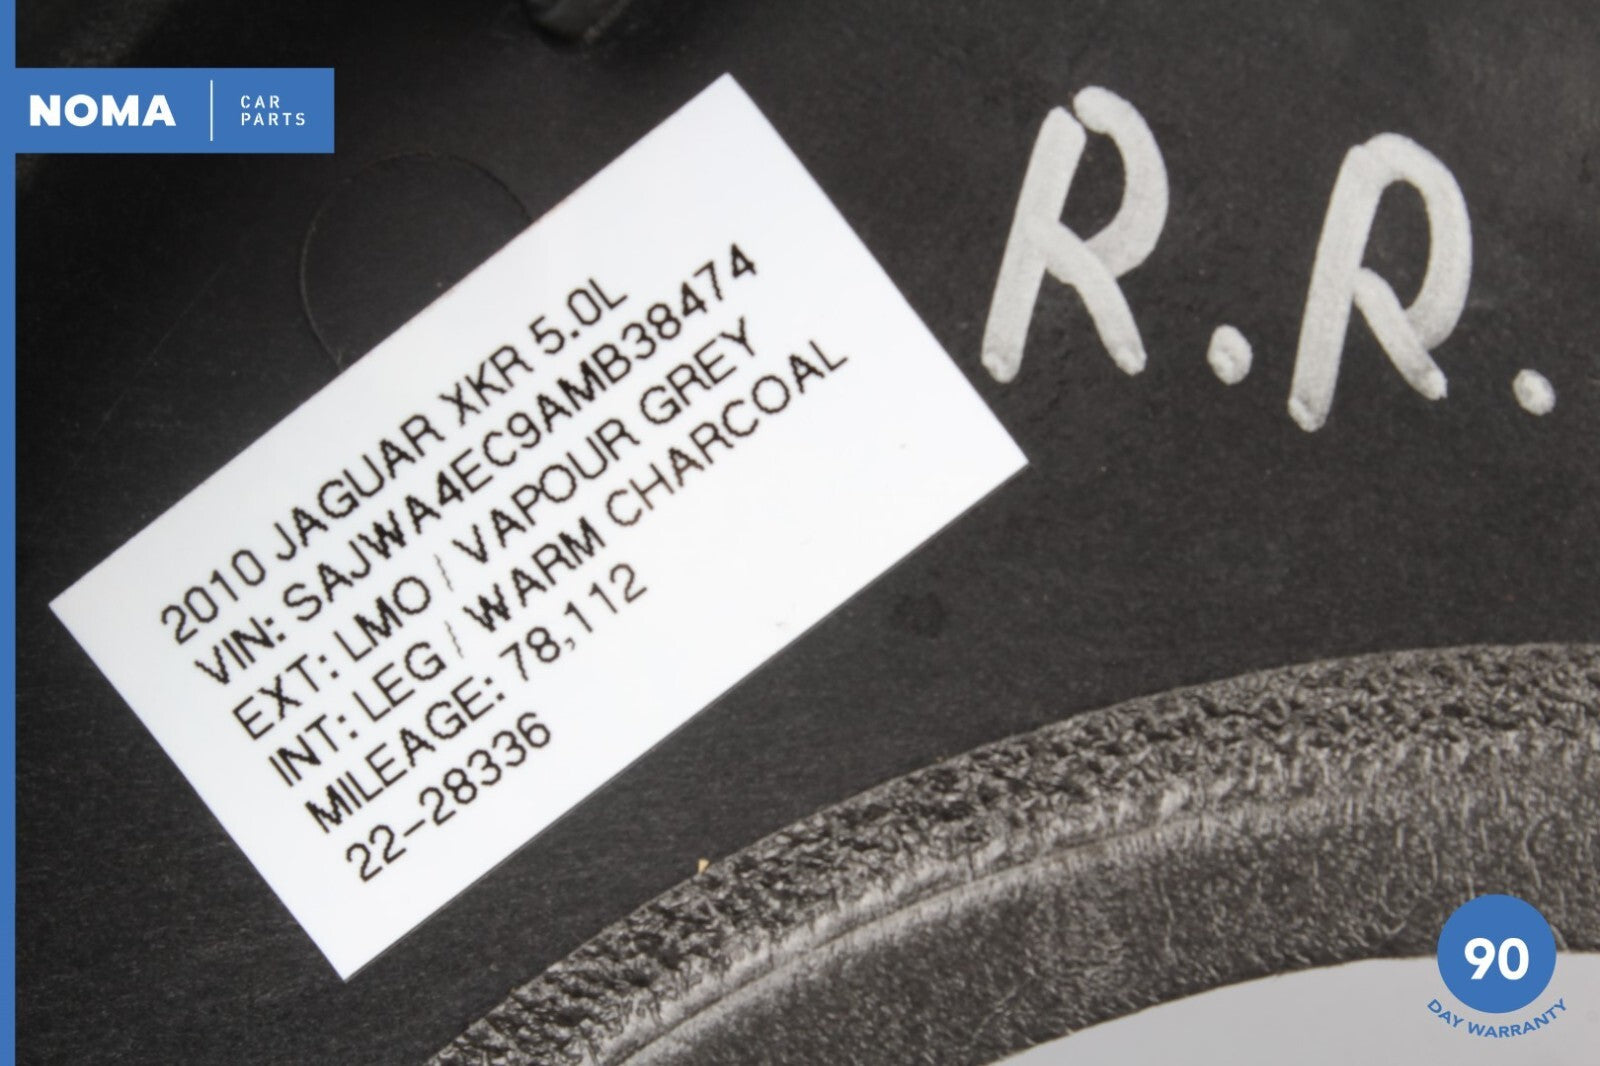 NOMA
CAR
PARTS
R.R.
2010 JAGUAR XKR 5.0L
VIN: SAJWA4EC9AMB38474
EXT: LMO / VAPOUR GREY
INT: LEG / WARM CHARCOAL
MILEAGE: 78,112
22-28336
90
DAY WARRANTY